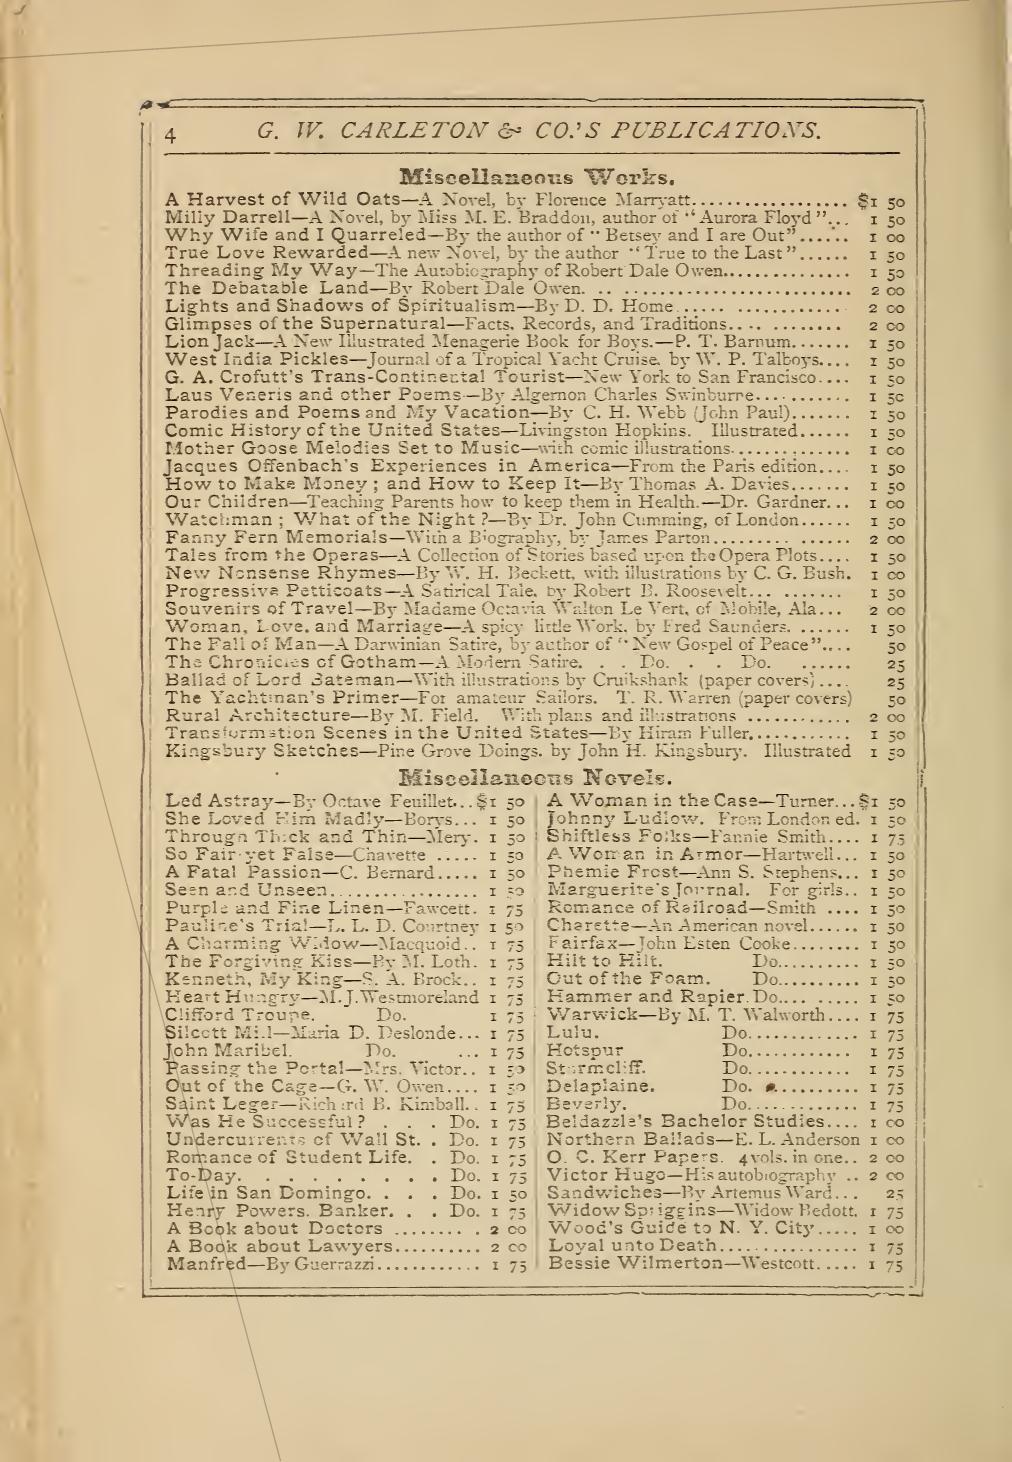 4 G. W. CARLETON & CO.'S PUBLICATIONS.
Miscellaneous Works.
A Harvest of Wild Oats—A Novel, by Florence Marryatt.................. $1 50
Milly Darrell—A Novel, by Miss M. E. Braddon, author of "Aurora Floyd"... 1 50
Why Wife and I Quarreled—By the author of "Betsey and I are Out"...... 1 00
True Love Rewarded—A new Novel, by the author "True to the Last"...... 1 50
Threading My Way—The Autobiography of Robert Dale Owen............... 1 50
The Debatable Land—By Robert Dale Owen. .. ............................. 2 00
Lights and Shadows of Spiritualism—By D. D. Home ..... ............... 2 00
Glimpses of the Supernatural—Facts, Records, and Traditions.. .. .......... 2 00
Lion Jack—A New Illustrated Menagerie Book for Boys.—P. T. Barnum....... 1 50
West India Pickles—Journal of a Tropical Yacht Cruise, by W. P. Talboys.... 1 50
G. A. Crofutt's Trans-Continental Tourist—New York to San Francisco.... 1 50
Laus Veneris and other Poems—By Algernon Charles Swinburne........... 1 50
Parodies and Poems and My Vacation—By C. H. Webb (John Paul)....... 1 50
Comic History of the United States—Livingston Hopkins. Illustrated...... 1 50
Mother Goose Melodies Set to Music—with comic illustrations............. 1 00
Jacques Offenbach's Experiences in America—From the Paris edition.... 1 50
How to Make Money; and How to Keep It—By Thomas A. Davies....... 1 50
Our Children—Teaching Parents how to keep them in Health.—Dr. Gardner... 1 00
Watchman; What of the Night?—By Dr. John Cumming, of London...... 1 50
Fanny Fern Memorials—With a Biography, by James Parton.......... ...... 2 00
Tales from the Operas—A Collection of Stories based upon the Opera Plots.... 1 50
New Nonsense Rhymes—By W. H. Beckett, with illustrations by C. G. Bush. 1 00
Progressive Petticoats—A Satirical Tale, by Robert B. Roosevelt... ........ 1 50
Souvenirs of Travel—By Madame Octavia Walton Le Vert, of Mobile, Ala... 2 00
Woman, Love, and Marriage—A spicy little Work, by Fred Saunders. ....... 1 50
The Fall of Man—A Darwinian Satire, by author of "New Gospel of Peace".... 50
The Chronicles of Gotham—A Modern Satire. . . Do. . . Do. ...... 25
Ballad of Lord Bateman—With illustrations by Cruikshank (paper covers).... 25
The Yachtman's Primer—For amateur Sailors. T. R. Warren (paper covers) 50
Rural Architecture—By M. Field. With plans and illustrations ............ 2 00
Transformation Scenes in the United States—By Hiram Fuller............ 1 50
Kingsbury Sketches—Pine Grove Doings, by John H. Kingsbury. Illustrated 1 50
Miscellaneous Novels.
Led Astray—By Octave Feuillet...$1 50
She Loved Him Madly—Borys... 1 50
Through Thick and Thin—Mery. 1 50
So Fair yet False—Chavette ..... 1 50
A Fatal Passion—C. Bernard..... 1 50
Seen and Unseen.................. 1 50
Purple and Fine Linen—Fawcett. 1 75
Pauline's Trial—L. L. D. Courtney 1 50
A Charming Widow—Macquoid.. 1 75
The Forgiving Kiss—By M. Loth. 1 75
Kenneth, My King—S. A. Brock.. 1 75
Heart Hungry—M. J. Westmoreland 1 75
Clifford Troupe. Do. 1 75
Silcott Mill—Maria D. Deslonde... 1 75
John Maribel. Do. ... 1 75
Passing the Portal—Mrs. Victor.. 1 50
Out of the Cage—G. W. Owen.... 1 50
Saint Leger—Richard B. Kimball.. 1 75
Was He Successful? . . . Do. 1 75
Undercurrents of Wall St. . Do. 1 75
Romance of Student Life. . Do. 1 75
To-Day. . . . . . . . . . Do. 1 75
Life in San Domingo. . . . Do. 1 50
Henry Powers, Banker. . . Do. 1 75
A Book about Doctors ........ . 2 00
A Book about Lawyers.......... 2 00
Manfred—By Guerrazzi............ 1 75
A Woman in the Case—Turner...$1 50
Johnny Ludlow. From London ed. 1 50
Shiftless Folks—Fannie Smith.... 1 75
A Woman in Armor—Hartwell... 1 50
Phemie Frost—Ann S. Stephens... 1 50
Marguerite's Journal. For girls.. 1 50
Romance of Railroad—Smith .... 1 50
Charette—An American novel...... 1 50
Fairfax—John Esten Cooke........ 1 50
Hilt to Hilt. Do........... 1 50
Out of the Foam. Do........... 1 50
Hammer and Rapier. Do.... ...... 1 50
Warwick—By M. T. Walworth.... 1 75
Lulu. Do............. 1 75
Hotspur Do............. 1 75
Stormcliff. Do............. 1 75
Delaplaine. Do. ........... 1 75
Beverly. Do............. 1 75
Beldazzle's Bachelor Studies.... 1 00
Northern Ballads—E. L. Anderson 1 00
O. C. Kerr Papers. 4 vols. in one.. 2 00
Victor Hugo—His autobiography .. 2 00
Sandwiches—By Artemus Ward... 25
Widow Spriggins—Widow Bedott. 1 75
Wood's Guide to N. Y. City..... 1 00
Loyal unto Death................ 1 75
Bessie Wilmerton—Westcott..... 1 75